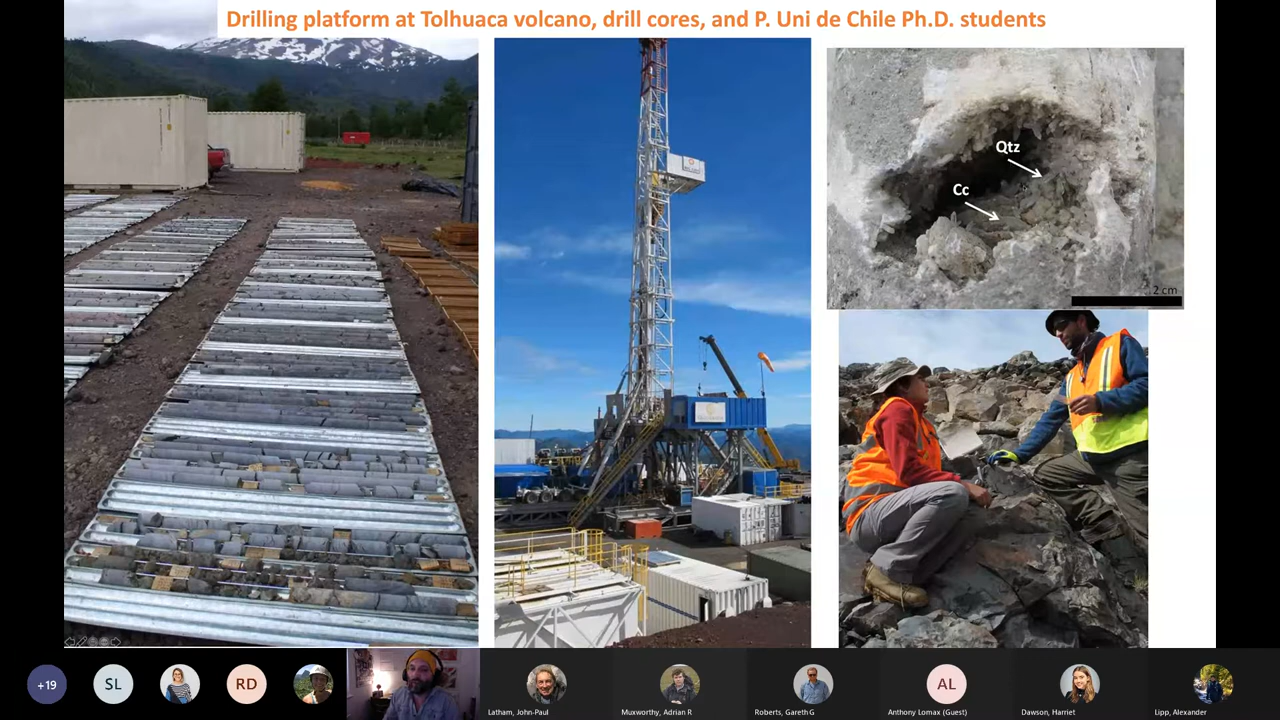 Drilling platform at Tolhuaca volcano, drill cores, and P. Uni de Chile Ph.D. students
Qtz
Cc
2 cm
+19
SL
RD
AL
Latham, John-Paul
Muxworthy, Adrian R
Roberts, Gareth G
Anthony Lomax (Guest)
Dawson, Harriet
Lipp, Alexander